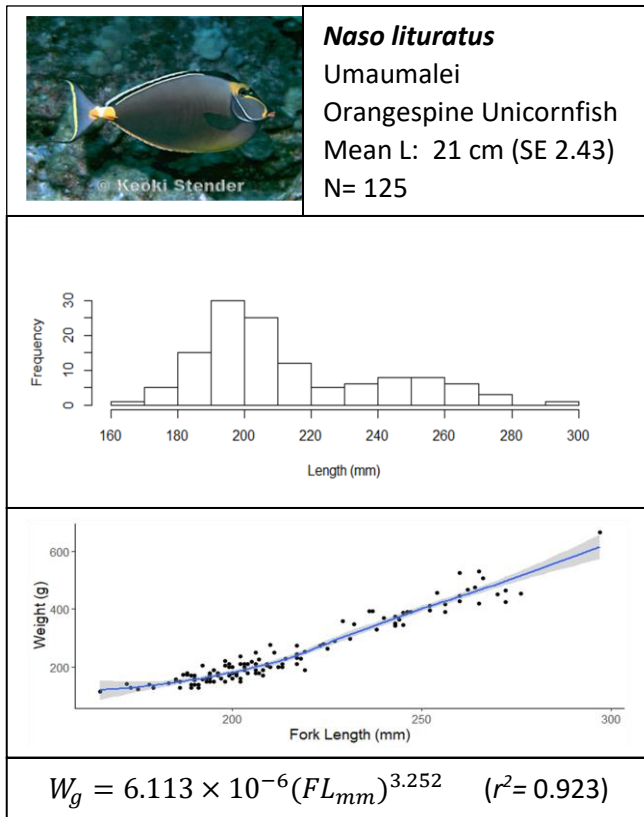 Naso lituratus
Umaumalei
Orangespine Unicornfish
Mean L:  21 cm (SE 2.43)
N= 125
© Keoki Stender
Frequency
30
20
10
0
160 180 200 220 240 260 280 300
Length (mm)
Weight (g)
600
400
200
200 250 300
Fork Length (mm)
W_g = 6.113 × 10⁻⁶(FL_mm)^3.252 (r²= 0.923)